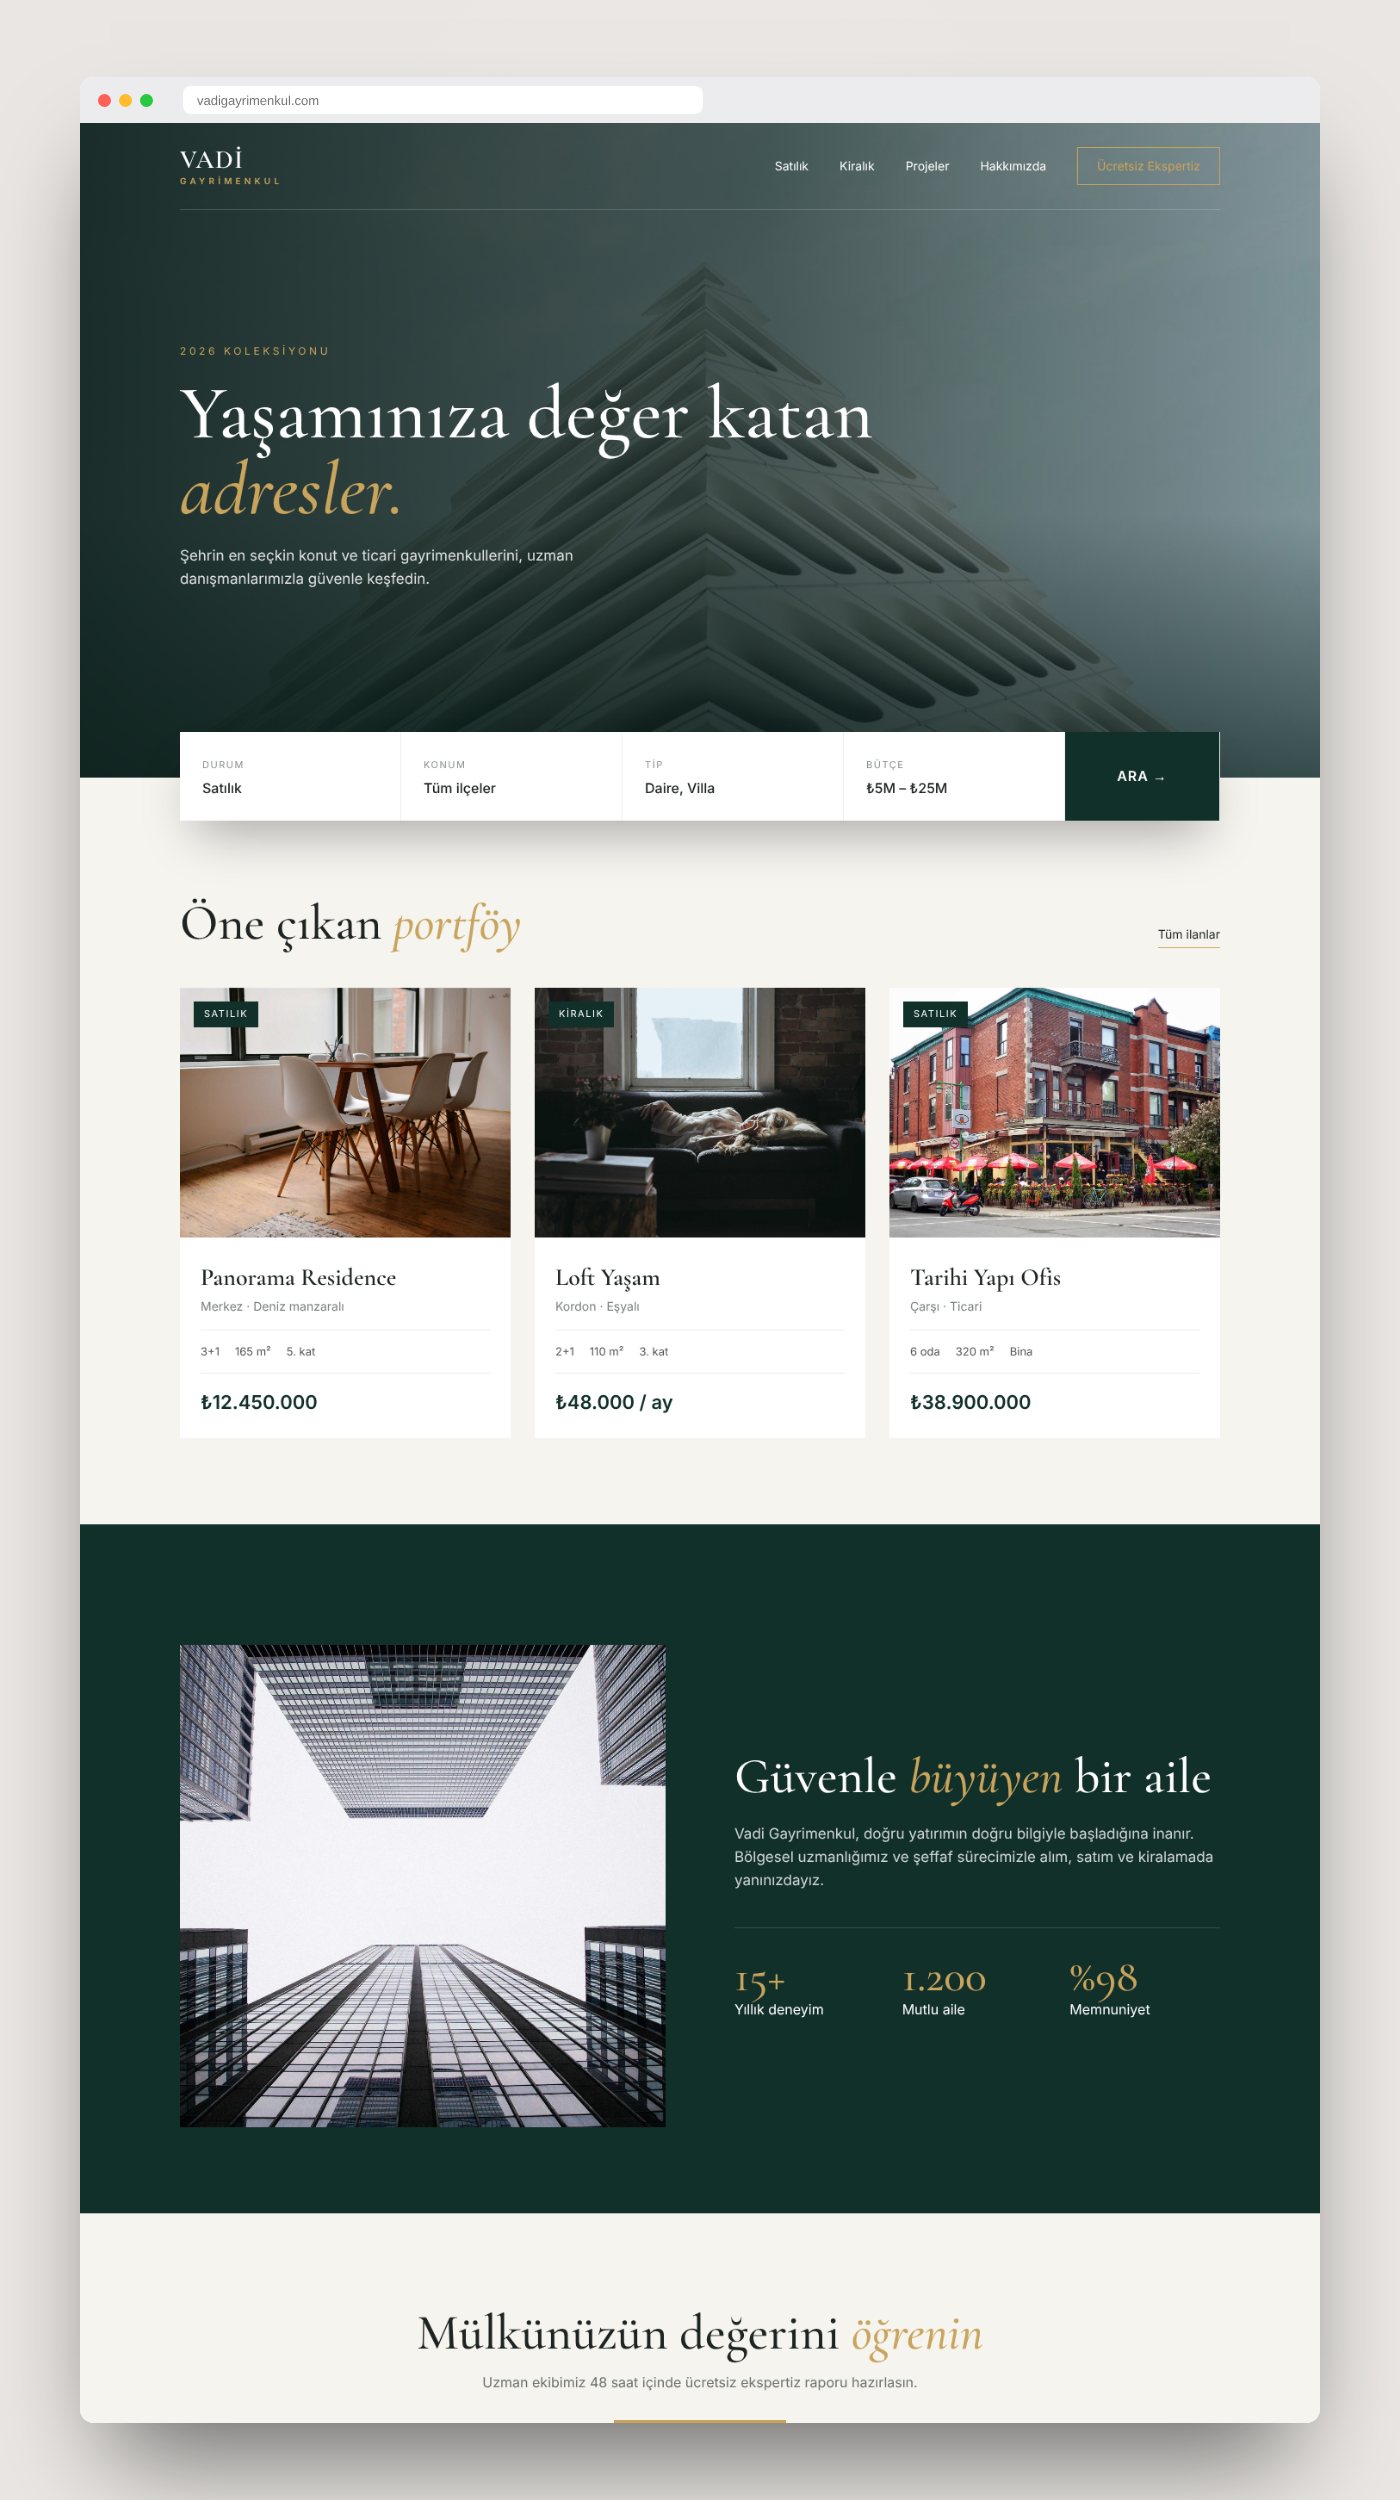 vadigayrimenkul.com
VADİ
GAYRİMENKUL
Satılık Kiralık Projeler Hakkımızda Ücretsiz Ekspertiz
2026 KOLEKSİYONU
Yaşamınıza değer katan
adresler.
Şehrin en seçkin konut ve ticari gayrimenkullerini, uzman
danışmanlarımızla güvenle keşfedin.
DURUM KONUM TİP BÜTÇE
Satılık Tüm ilçeler Daire, Villa ₺5M – ₺25M ARA →
Öne çıkan portföy
Tüm ilanlar
SATILIK KİRALIK SATILIK
Panorama Residence Loft Yaşam Tarihi Yapı Ofis
Merkez · Deniz manzaralı Kordon · Eşyalı Çarşı · Ticari
3+1 165 m² 5. kat 2+1 110 m² 3. kat 6 oda 320 m² Bina
₺12.450.000 ₺48.000 / ay ₺38.900.000
Güvenle büyüyen bir aile
Vadi Gayrimenkul, doğru yatırımın doğru bilgiyle başladığına inanır.
Bölgesel uzmanlığımız ve şeffaf sürecimizle alım, satım ve kiralamada
yanınızdayız.
15+ 1.200 %98
Yıllık deneyim Mutlu aile Memnuniyet
Mülkünüzün değerini öğrenin
Uzman ekibimiz 48 saat içinde ücretsiz ekspertiz raporu hazırlasın.